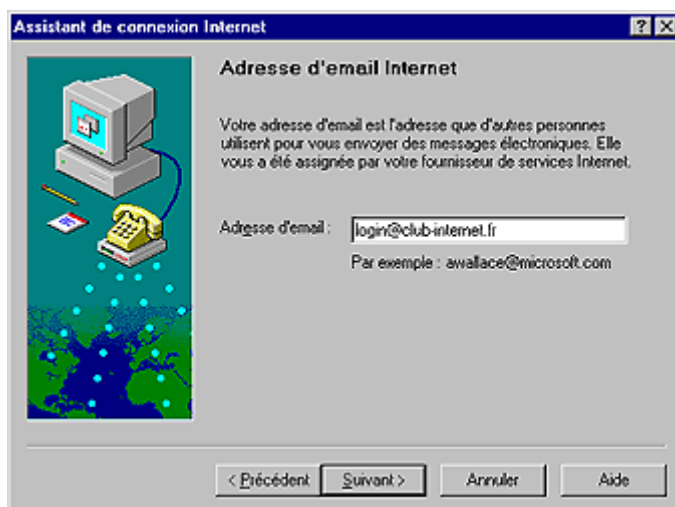 Assistant de connexion Internet
Adresse d'email Internet
Votre adresse d'email est l'adresse que d'autres personnes
utilisent pour vous envoyer des messages électroniques. Elle
vous a été assignée par votre fournisseur de services Internet.
Adresse d'email : login@club-internet.fr
Par exemple : awallace@microsoft.com
< Précédent Suivant > Annuler Aide